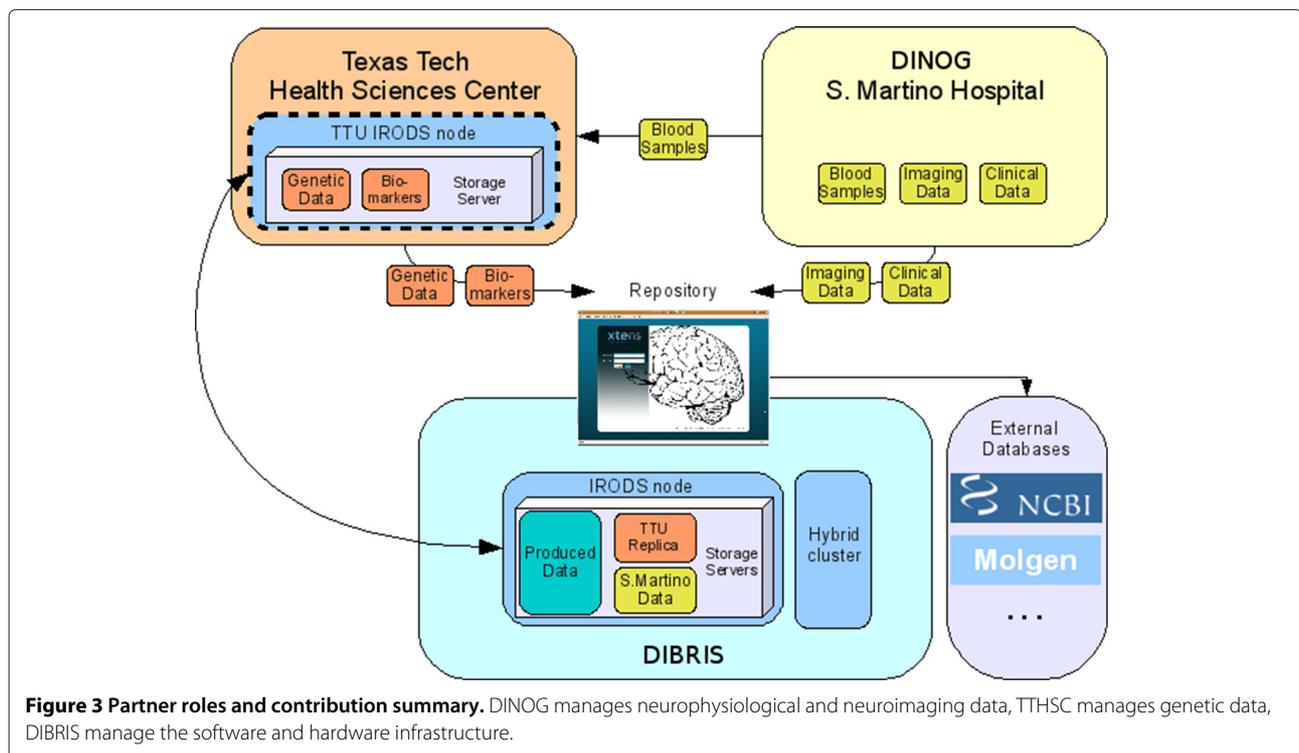 Texas Tech
Health Sciences Center
TTU IRODS node
Genetic
Data
Bio-
markers
Storage
Server
DINOG
S. Martino Hospital
Blood
Samples
Blood
Samples
Imaging
Data
Clinical
Data
Genetic
Data
Bio-
markers
Repository
Imaging
Data
Clinical
Data
xtens
External
Databases
NCBI
Molgen
...
IRODS node
Produced
Data
TTU
Replica
S.Martino
Data
Storage
Servers
Hybrid
cluster
DIBRIS
Figure 3 Partner roles and contribution summary. DINOG manages neurophysiological and neuroimaging data, TTHSC manages genetic data,
DIBRIS manage the software and hardware infrastructure.